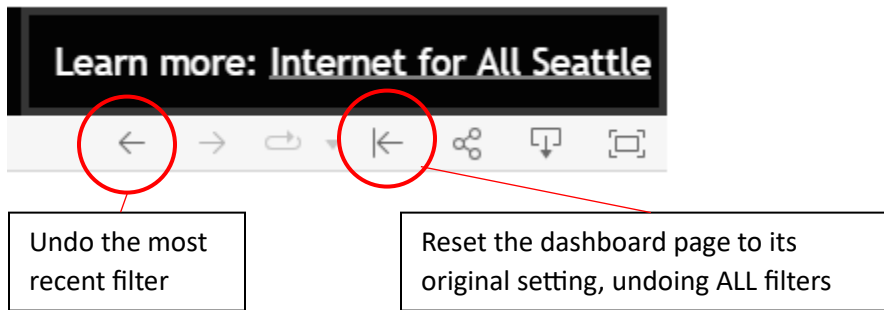 Learn more: Internet for All Seattle
Undo the most
recent filter
Reset the dashboard page to its
original setting, undoing ALL filters